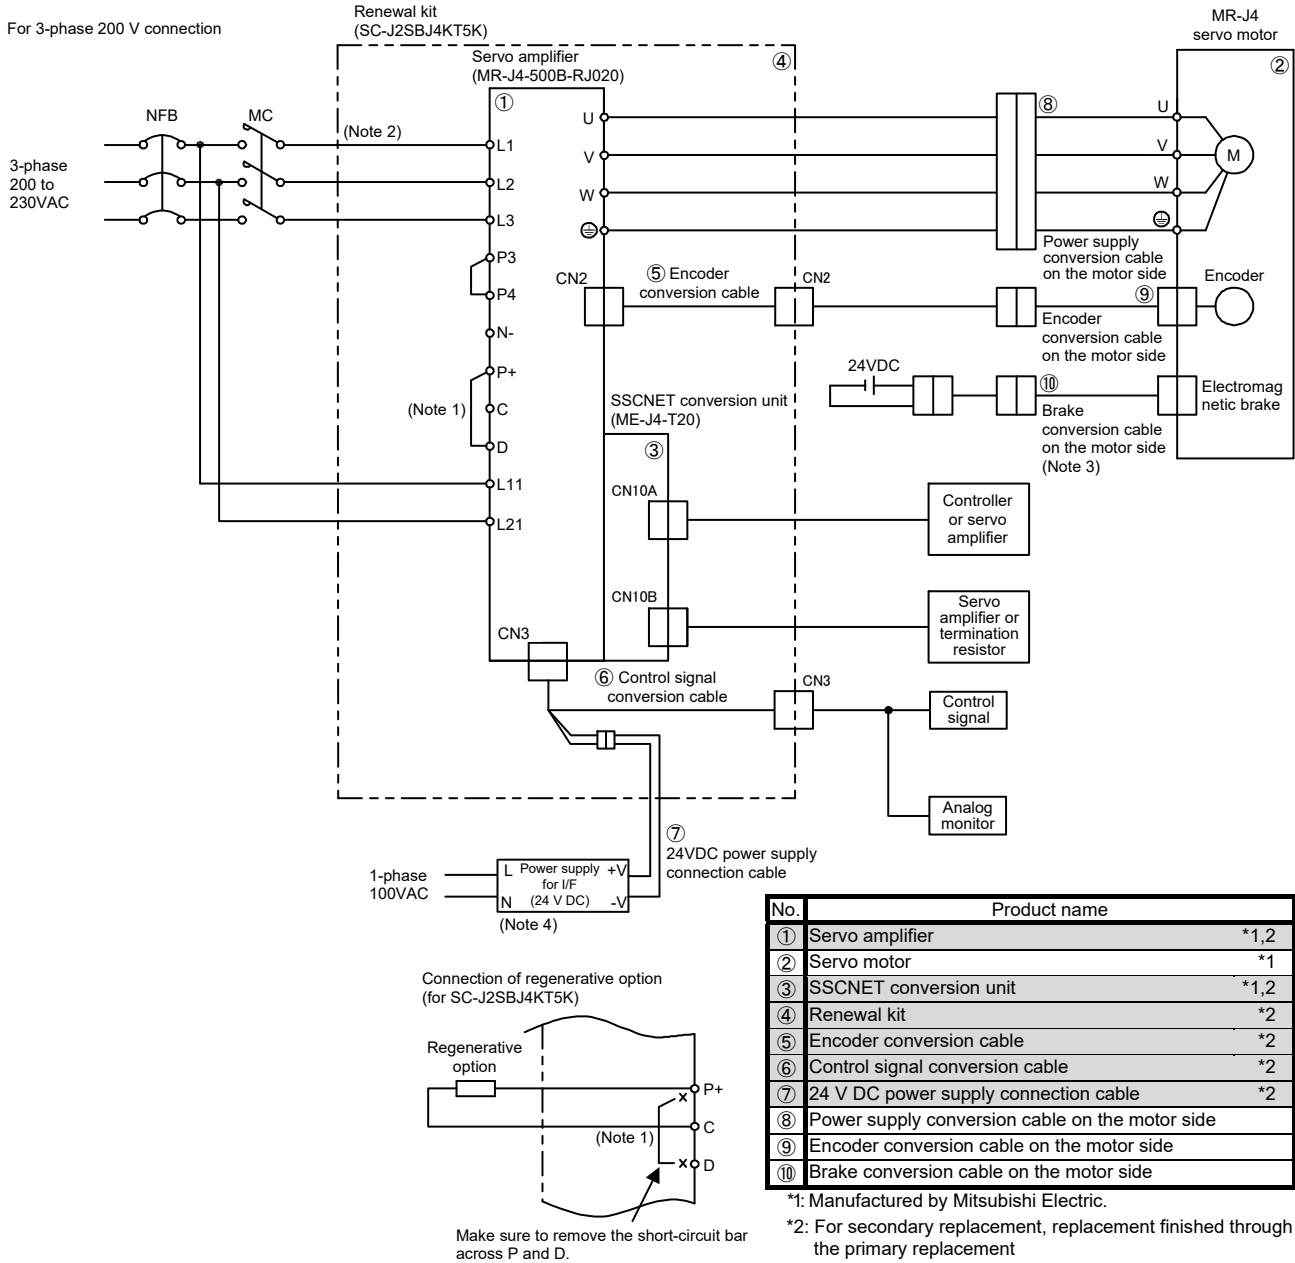 For 3-phase 200 V connection
Renewal kit
(SC-J2SBJ4KT5K)
④
Servo amplifier
(MR-J4-500B-RJ020)
①
MR-J4
servo motor
②
NFB
MC
(Note 2)
3-phase
200 to
230VAC
L1
L2
L3
P3
P4
N-
P+
(Note 1)
C
D
L11
L21
U
V
W
⑧
U
V
W
M
Power supply
conversion cable
on the motor side
CN2
⑤ Encoder
conversion cable
CN2
⑨
Encoder
Encoder
conversion cable
on the motor side
24VDC
⑩
Brake
conversion cable
on the motor side
(Note 3)
Electromag
netic brake
SSCNET conversion unit
(ME-J4-T20)
③
CN10A
Controller
or servo
amplifier
CN10B
Servo
amplifier or
termination
resistor
CN3
⑥ Control signal
conversion cable
CN3
Control
signal
Analog
monitor
⑦
24VDC power supply
connection cable
1-phase
100VAC
L Power supply +V
for I/F
N (24 V DC) -V
(Note 4)
Connection of regenerative option
(for SC-J2SBJ4KT5K)
Regenerative
option
P+
C
(Note 1)
D
Make sure to remove the short-circuit bar
across P and D.
No. Product name
① Servo amplifier *1,2
② Servo motor *1
③ SSCNET conversion unit *1,2
④ Renewal kit *2
⑤ Encoder conversion cable *2
⑥ Control signal conversion cable *2
⑦ 24 V DC power supply connection cable *2
⑧ Power supply conversion cable on the motor side
⑨ Encoder conversion cable on the motor side
⑩ Brake conversion cable on the motor side
*1: Manufactured by Mitsubishi Electric.
*2: For secondary replacement, replacement finished through
the primary replacement